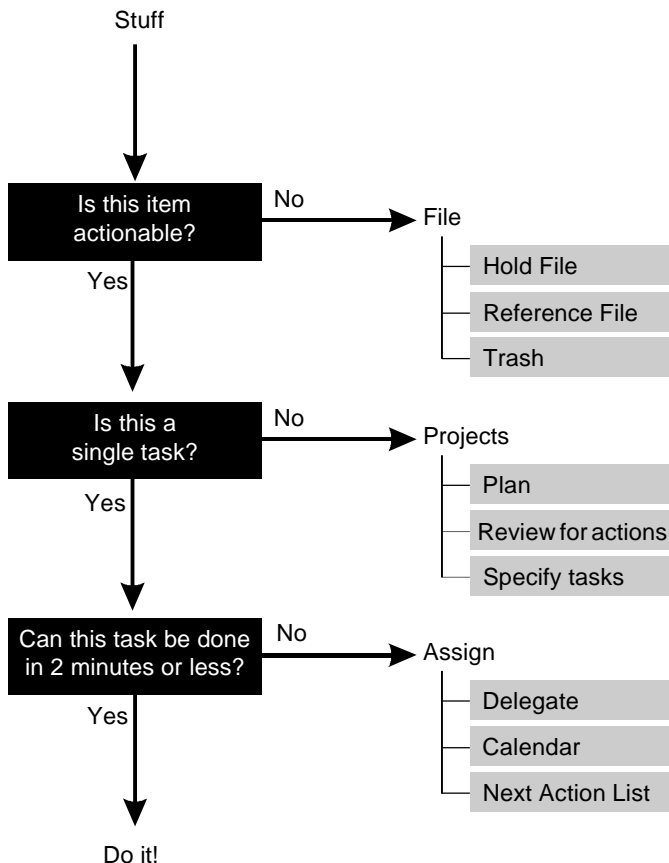 Stuff
Is this item
actionable?
No
File
Hold File
Reference File
Trash
Yes
Is this a
single task?
No
Projects
Plan
Review for actions
Specify tasks
Yes
Can this task be done
in 2 minutes or less?
No
Assign
Delegate
Calendar
Next Action List
Yes
Do it!